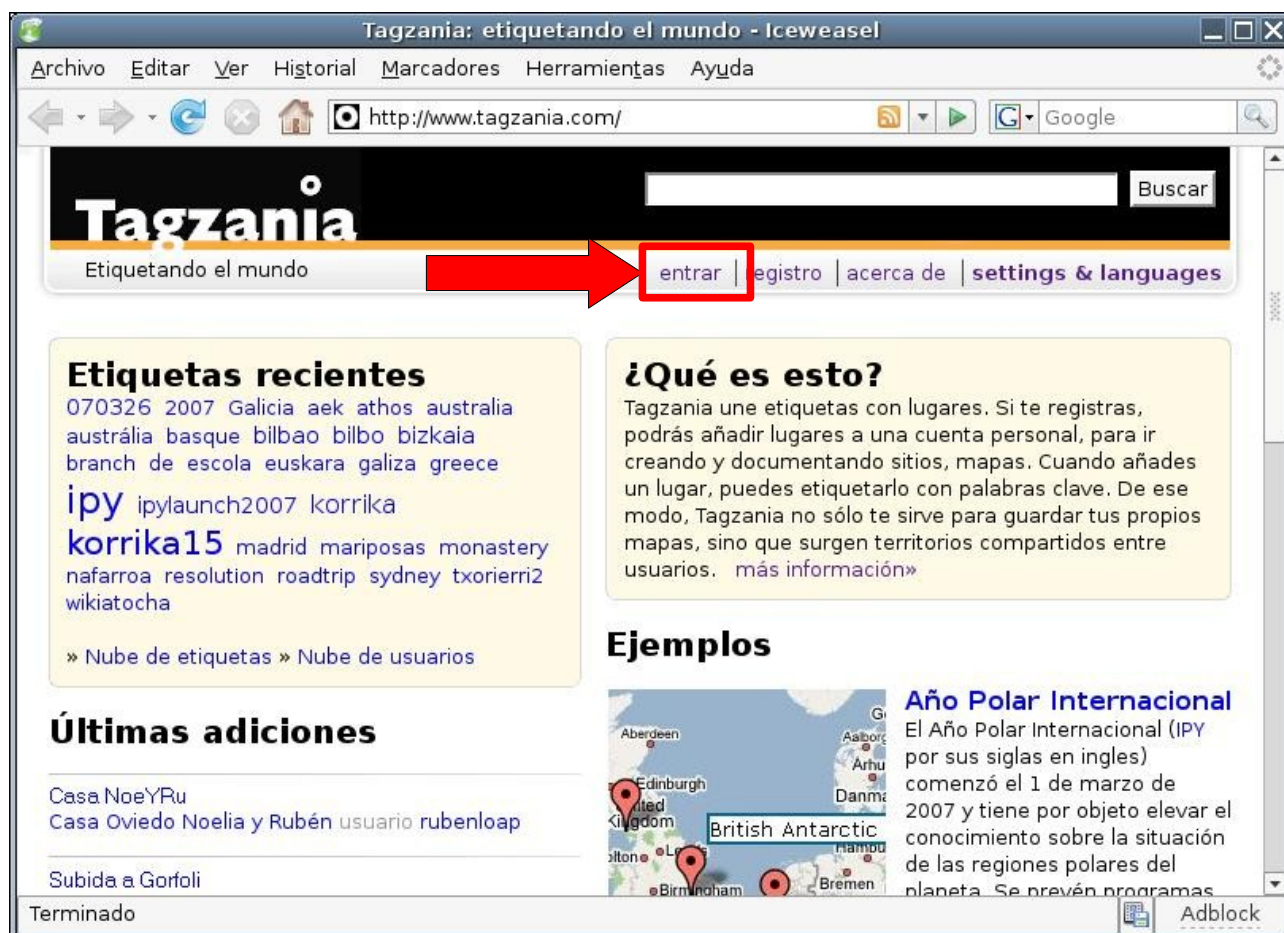 Tagzania: etiquetando el mundo - Iceweasel
Archivo Editar Ver Historial Marcadores Herramientas Ayuda
http://www.tagzania.com/ Google
Tagzania
Buscar
Etiquetando el mundo
entrar | registro | acerca de | settings & languages
Etiquetas recientes
070326 2007 Galicia aek athos australia
austrália basque bilbao bilbo bizkaia
branch de escola euskara galiza greece
ipy ipylaunch2007 korrika
korrika15 madrid mariposas monastery
nafarroa resolution roadtrip sydney txorierri2
wikiatocha
» Nube de etiquetas » Nube de usuarios
Últimas adiciones
Casa NoeYRu
Casa Oviedo Noelia y Rubén usuario rubenloap
Subida a Gorfoli
¿Qué es esto?
Tagzania une etiquetas con lugares. Si te registras,
podrás añadir lugares a una cuenta personal, para ir
creando y documentando sitios, mapas. Cuando añades
un lugar, puedes etiquetarlo con palabras clave. De ese
modo, Tagzania no sólo te sirve para guardar tus propios
mapas, sino que surgen territorios compartidos entre
usuarios. más información»
Ejemplos
Aberdeen
Edinburgh
Kingdom
British Antarctic
Birmingham
Bremen
Aalborg
Arhu
Danma
Hambu
Año Polar Internacional
El Año Polar Internacional (IPY
por sus siglas en ingles)
comenzó el 1 de marzo de
2007 y tiene por objeto elevar el
conocimiento sobre la situación
de las regiones polares del
planeta. Se prevén programas
Terminado
Adblock